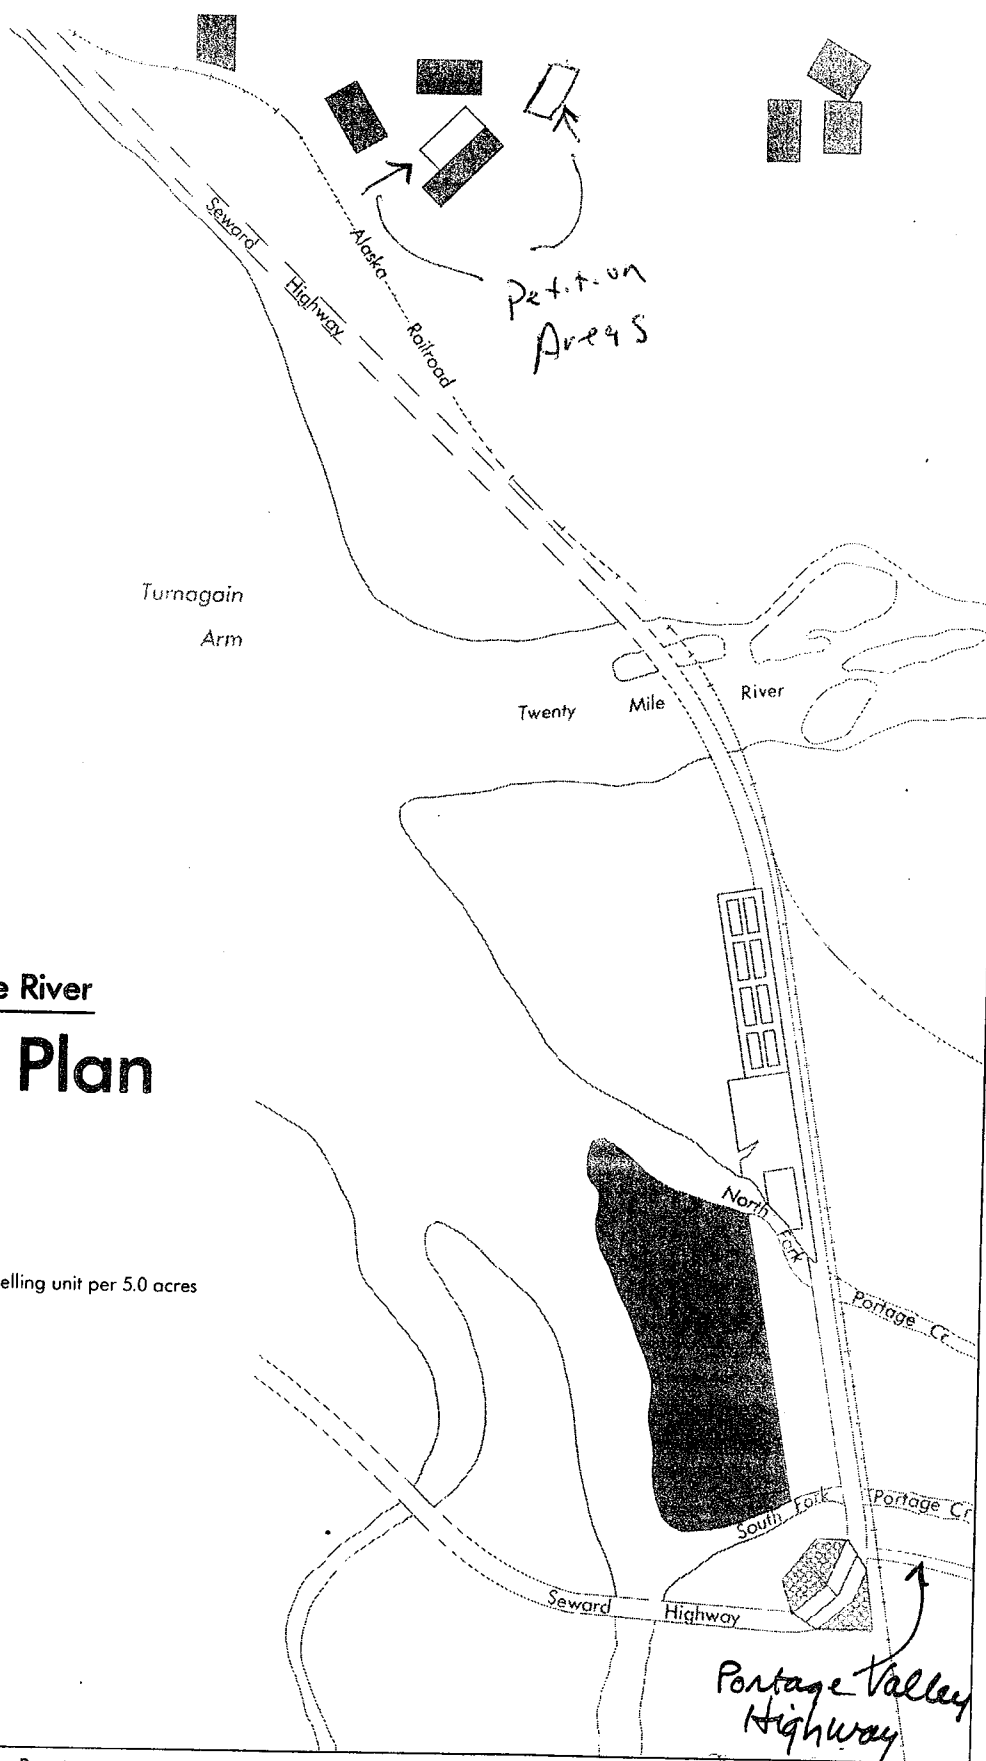 Seward
Highway
Alaska
Railroad
Petition
Areas
Turnagain
Arm
Twenty Mile River
e River
Plan
North
Fork
Portage Cr
elling unit per 5.0 acres
South Fork
Portage Cr
Seward Highway
Portage Valley
Highway